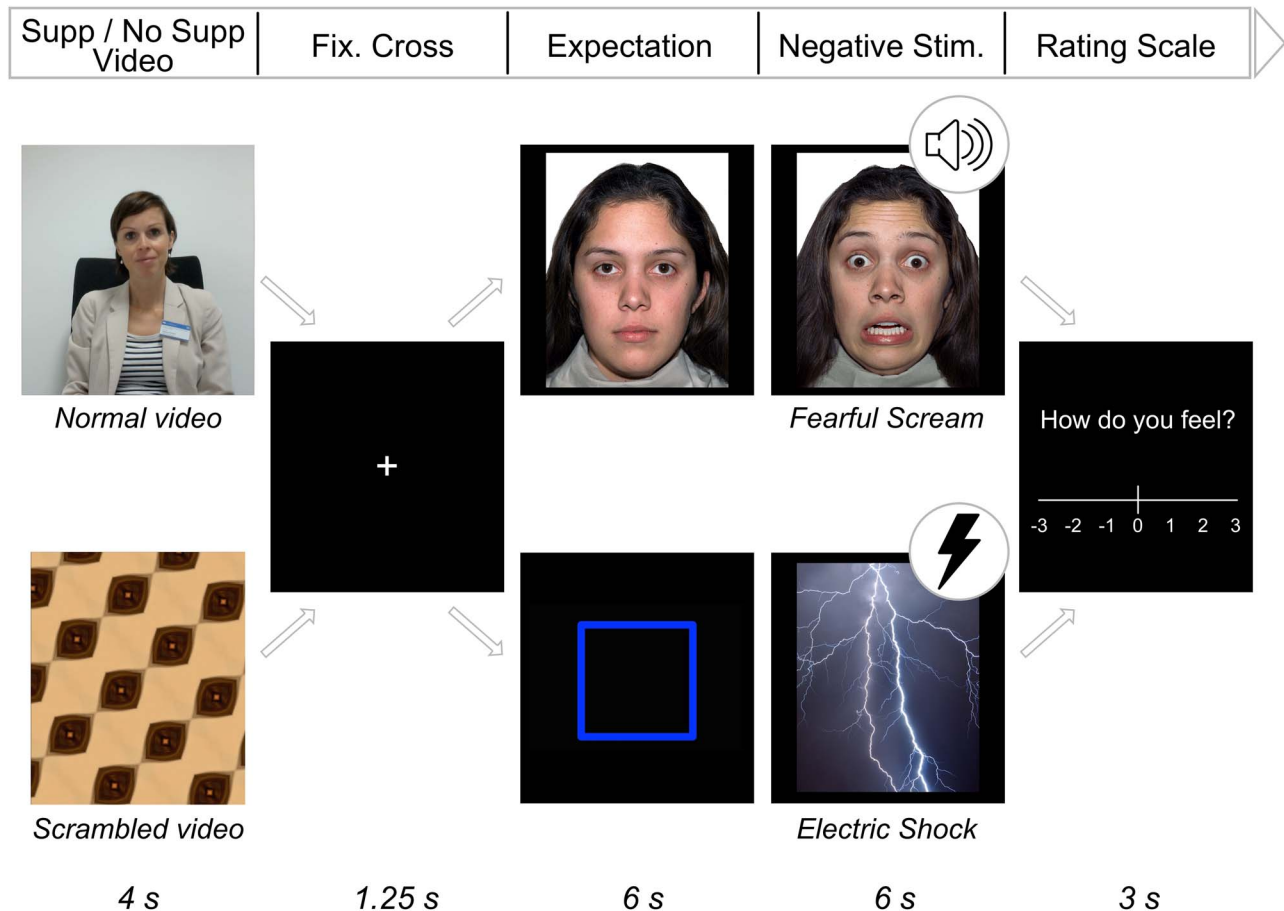 Supp / No Supp
Video
Fix. Cross
Expectation
Negative Stim.
Rating Scale
Normal video
Fearful Scream
How do you feel?
-3 -2 -1 0 1 2 3
+
Scrambled video
Electric Shock
4 s
1.25 s
6 s
6 s
3 s